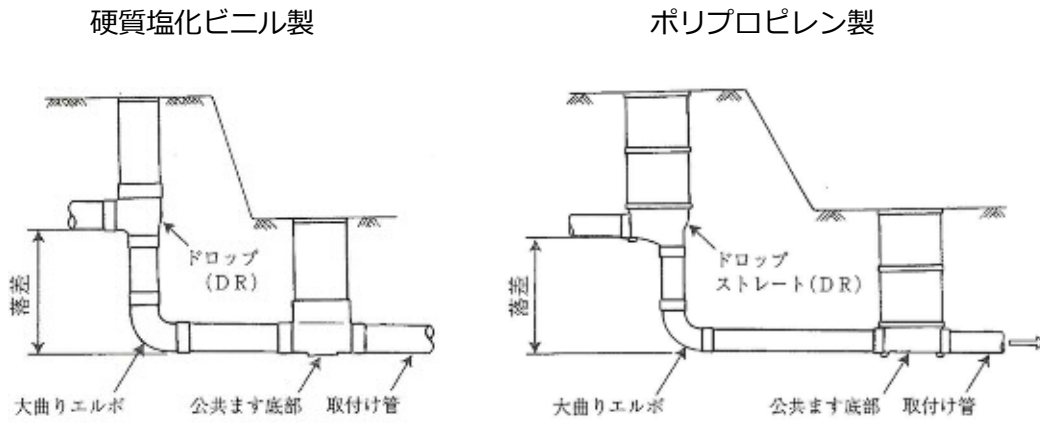 硬質塩化ビニル製
ポリプロピレン製
ドロップ
(DR)
落差
大曲りエルボ
公共ます底部
取付け管
ドロップ
ストレート(DR)
落差
大曲りエルボ
公共ます底部
取付け管